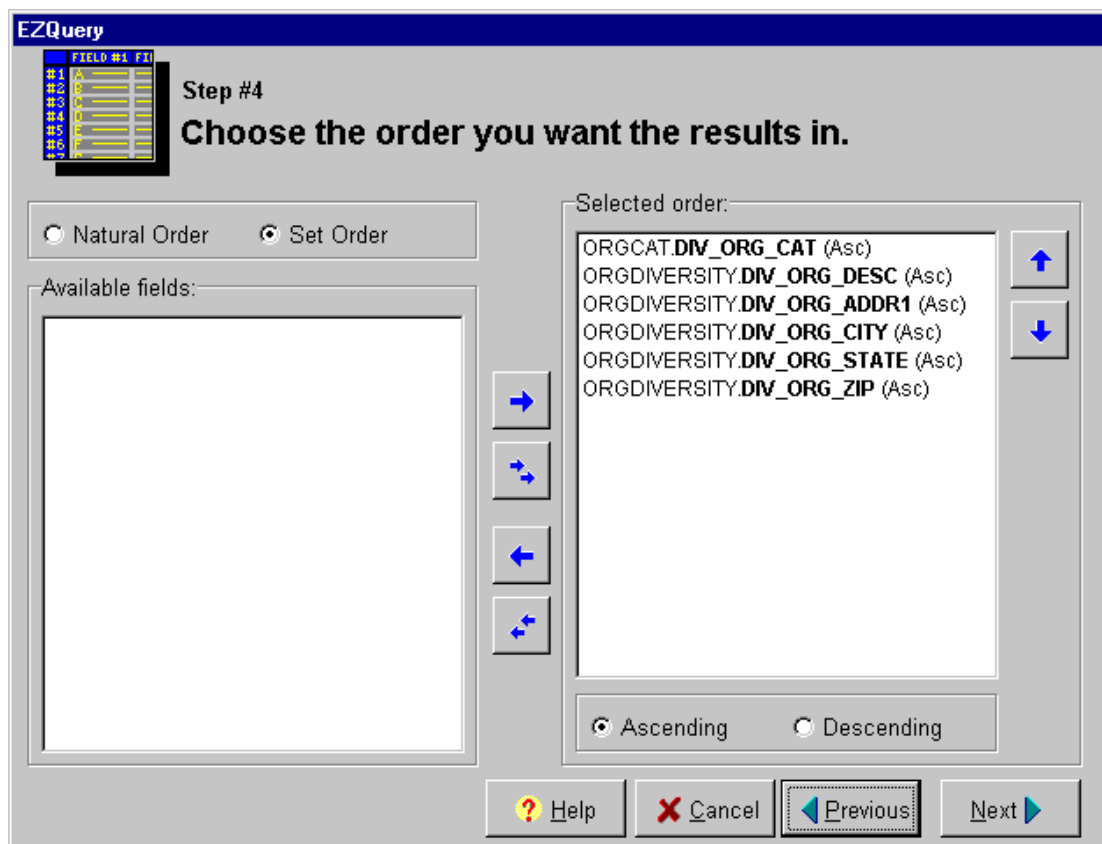 EZQuery
FIELD #1 FI
#1 A
#2 B
#3 C
#4 D
#5 E
#6 F
#7
Step #4
Choose the order you want the results in.
Natural Order Set Order
Available fields:
Selected order:
ORGCAT.DIV_ORG_CAT (Asc)
ORGDIVERSITY.DIV_ORG_DESC (Asc)
ORGDIVERSITY.DIV_ORG_ADDR1 (Asc)
ORGDIVERSITY.DIV_ORG_CITY (Asc)
ORGDIVERSITY.DIV_ORG_STATE (Asc)
ORGDIVERSITY.DIV_ORG_ZIP (Asc)
Ascending Descending
? Help Cancel Previous Next